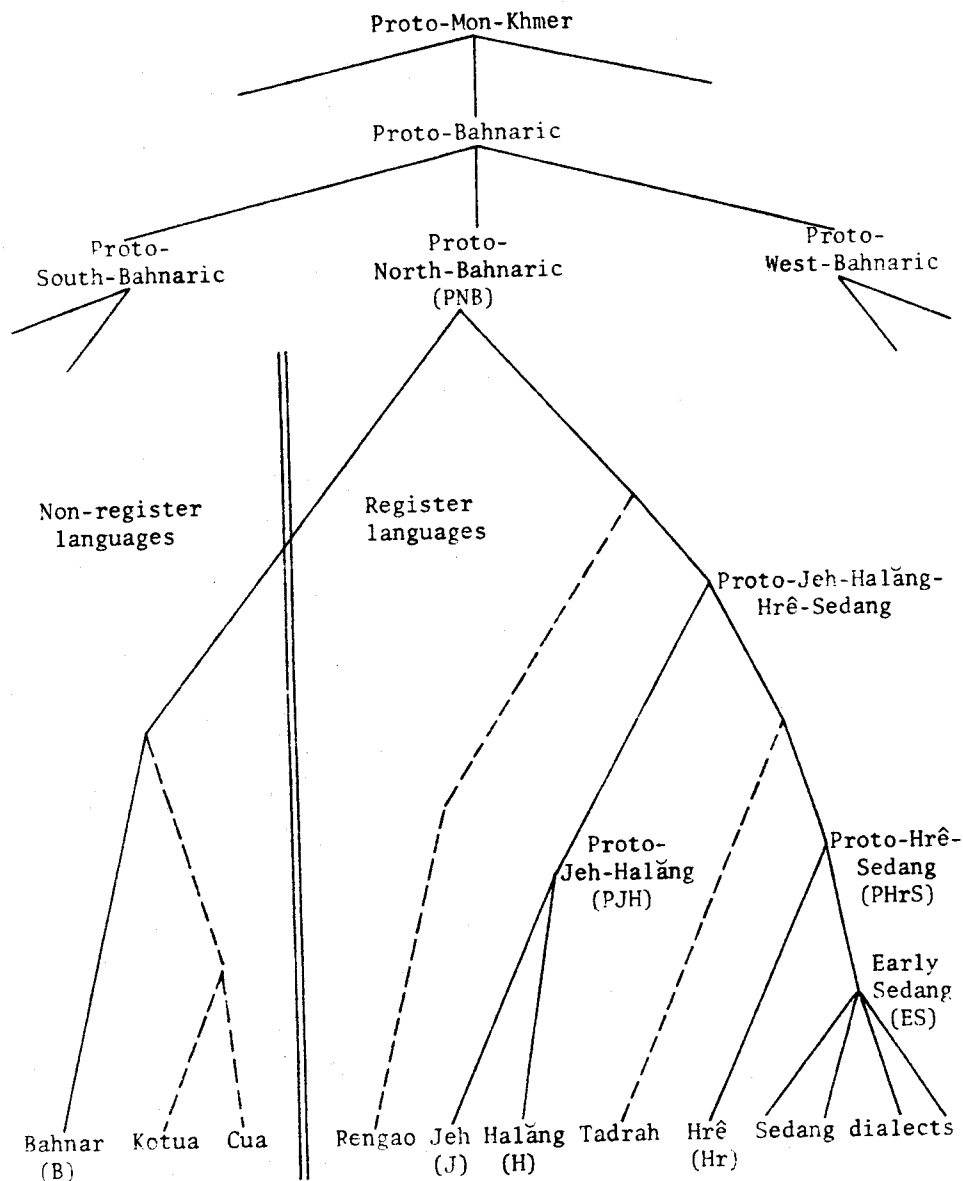 Proto-Mon-Khmer
Proto-Bahnaric
Proto-
South-Bahnaric
Proto-
North-Bahnaric
(PNB)
Proto-
West-Bahnaric
Non-register
languages
Register
languages
Proto-Jeh-Halăng-
Hrê-Sedang
Proto-
Jeh-Halăng
(PJH)
Proto-Hrê-
Sedang
(PHrS)
Early
Sedang
(ES)
Bahnar Kotua Cua Rengao Jeh Halăng Tadrah Hrê Sedang dialects
(B) (J) (H) (Hr)